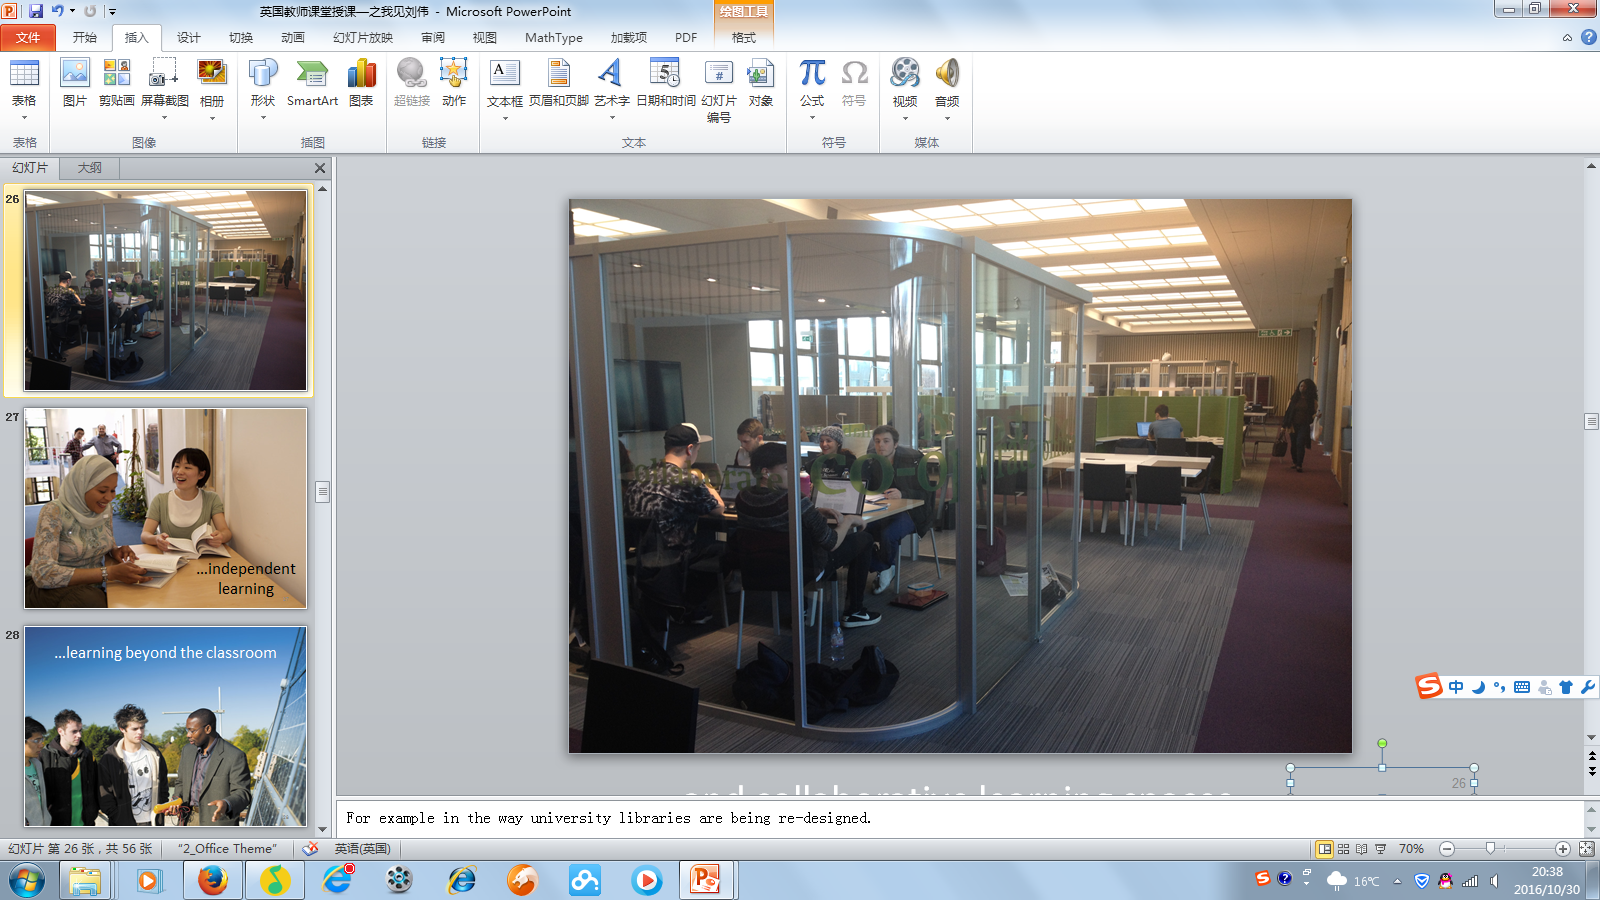 英国教师课堂授课—之我见刘伟 - Microsoft PowerPoint
绘图工具
文件 开始 插入 设计 切换 动画 幻灯片放映 审阅 视图 MathType 加载项 PDF 格式
表格 图片 剪贴画 屏幕截图 相册 形状 SmartArt 图表 超链接 动作 文本框 页眉和页脚 艺术字 日期和时间 幻灯片编号 对象 公式 符号 视频 音频
表格 图像 插图 链接 文本 符号 媒体
幻灯片 大纲
26
27
...independent
learning
28
...learning beyond the classroom
and collaborative learning spaces
26
中
For example in the way university libraries are being re-designed.
幻灯片 第 26 张，共 56 张 "2_Office Theme" 英语(英国) 70%
16℃
20:38
2016/10/30